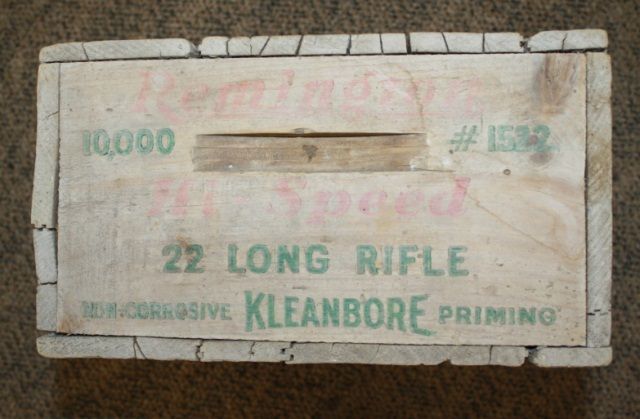 Remington
10,000 # 1522
Hi-Speed
22 LONG RIFLE
NON-CORROSIVE KLEANBORE PRIMING